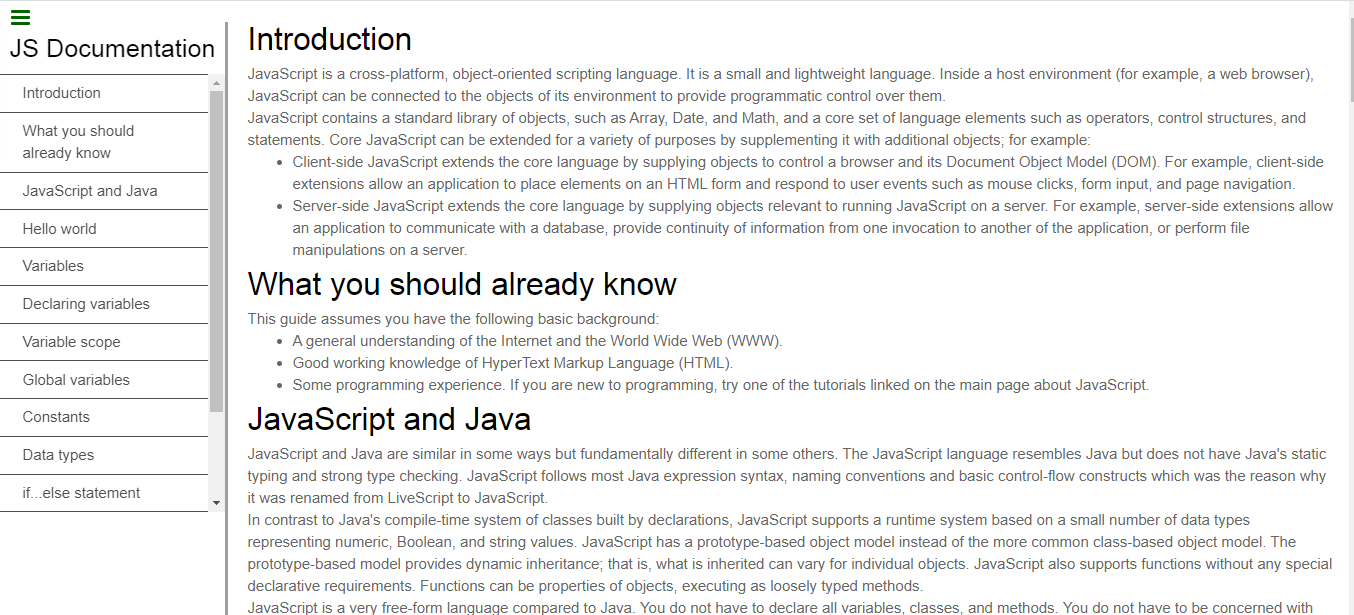 JS Documentation
Introduction
What you should
already know
JavaScript and Java
Hello world
Variables
Declaring variables
Variable scope
Global variables
Constants
Data types
if...else statement
Introduction
JavaScript is a cross-platform, object-oriented scripting language. It is a small and lightweight language. Inside a host environment (for example, a web browser),
JavaScript can be connected to the objects of its environment to provide programmatic control over them.
JavaScript contains a standard library of objects, such as Array, Date, and Math, and a core set of language elements such as operators, control structures, and
statements. Core JavaScript can be extended for a variety of purposes by supplementing it with additional objects; for example:
• Client-side JavaScript extends the core language by supplying objects to control a browser and its Document Object Model (DOM). For example, client-side
extensions allow an application to place elements on an HTML form and respond to user events such as mouse clicks, form input, and page navigation.
• Server-side JavaScript extends the core language by supplying objects relevant to running JavaScript on a server. For example, server-side extensions allow
an application to communicate with a database, provide continuity of information from one invocation to another of the application, or perform file
manipulations on a server.
What you should already know
This guide assumes you have the following basic background:
• A general understanding of the Internet and the World Wide Web (WWW).
• Good working knowledge of HyperText Markup Language (HTML).
• Some programming experience. If you are new to programming, try one of the tutorials linked on the main page about JavaScript.
JavaScript and Java
JavaScript and Java are similar in some ways but fundamentally different in some others. The JavaScript language resembles Java but does not have Java's static
typing and strong type checking. JavaScript follows most Java expression syntax, naming conventions and basic control-flow constructs which was the reason why
it was renamed from LiveScript to JavaScript.
In contrast to Java's compile-time system of classes built by declarations, JavaScript supports a runtime system based on a small number of data types
representing numeric, Boolean, and string values. JavaScript has a prototype-based object model instead of the more common class-based object model. The
prototype-based model provides dynamic inheritance; that is, what is inherited can vary for individual objects. JavaScript also supports functions without any special
declarative requirements. Functions can be properties of objects, executing as loosely typed methods.
JavaScript is a very free-form language compared to Java. You do not have to declare all variables, classes, and methods. You do not have to be concerned with